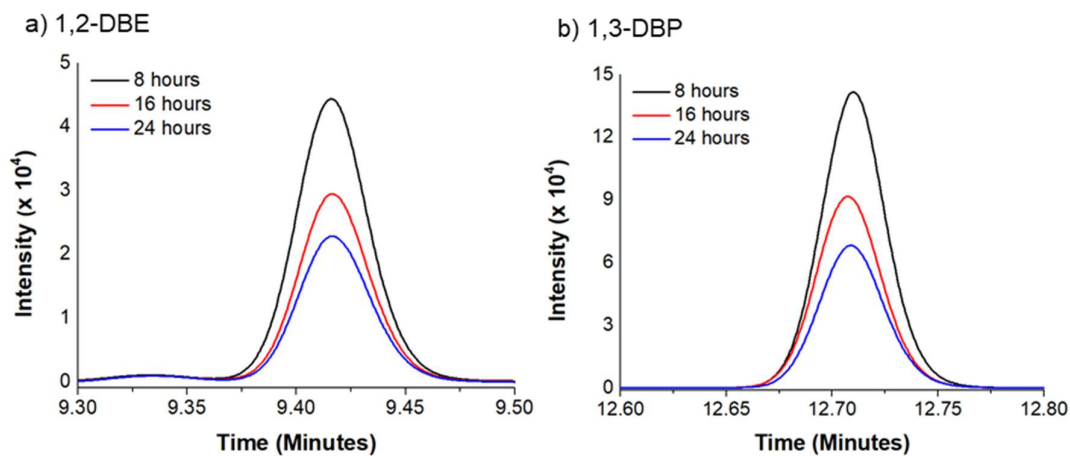 a) 1,2-DBE
5
4
3
2
1
0
8 hours
16 hours
24 hours
Intensity (x 10⁴)
9.30 9.35 9.40 9.45 9.50
Time (Minutes)
b) 1,3-DBP
15
12
9
6
3
0
8 hours
16 hours
24 hours
Intensity (x 10⁴)
12.60 12.65 12.70 12.75 12.80
Time (Minutes)